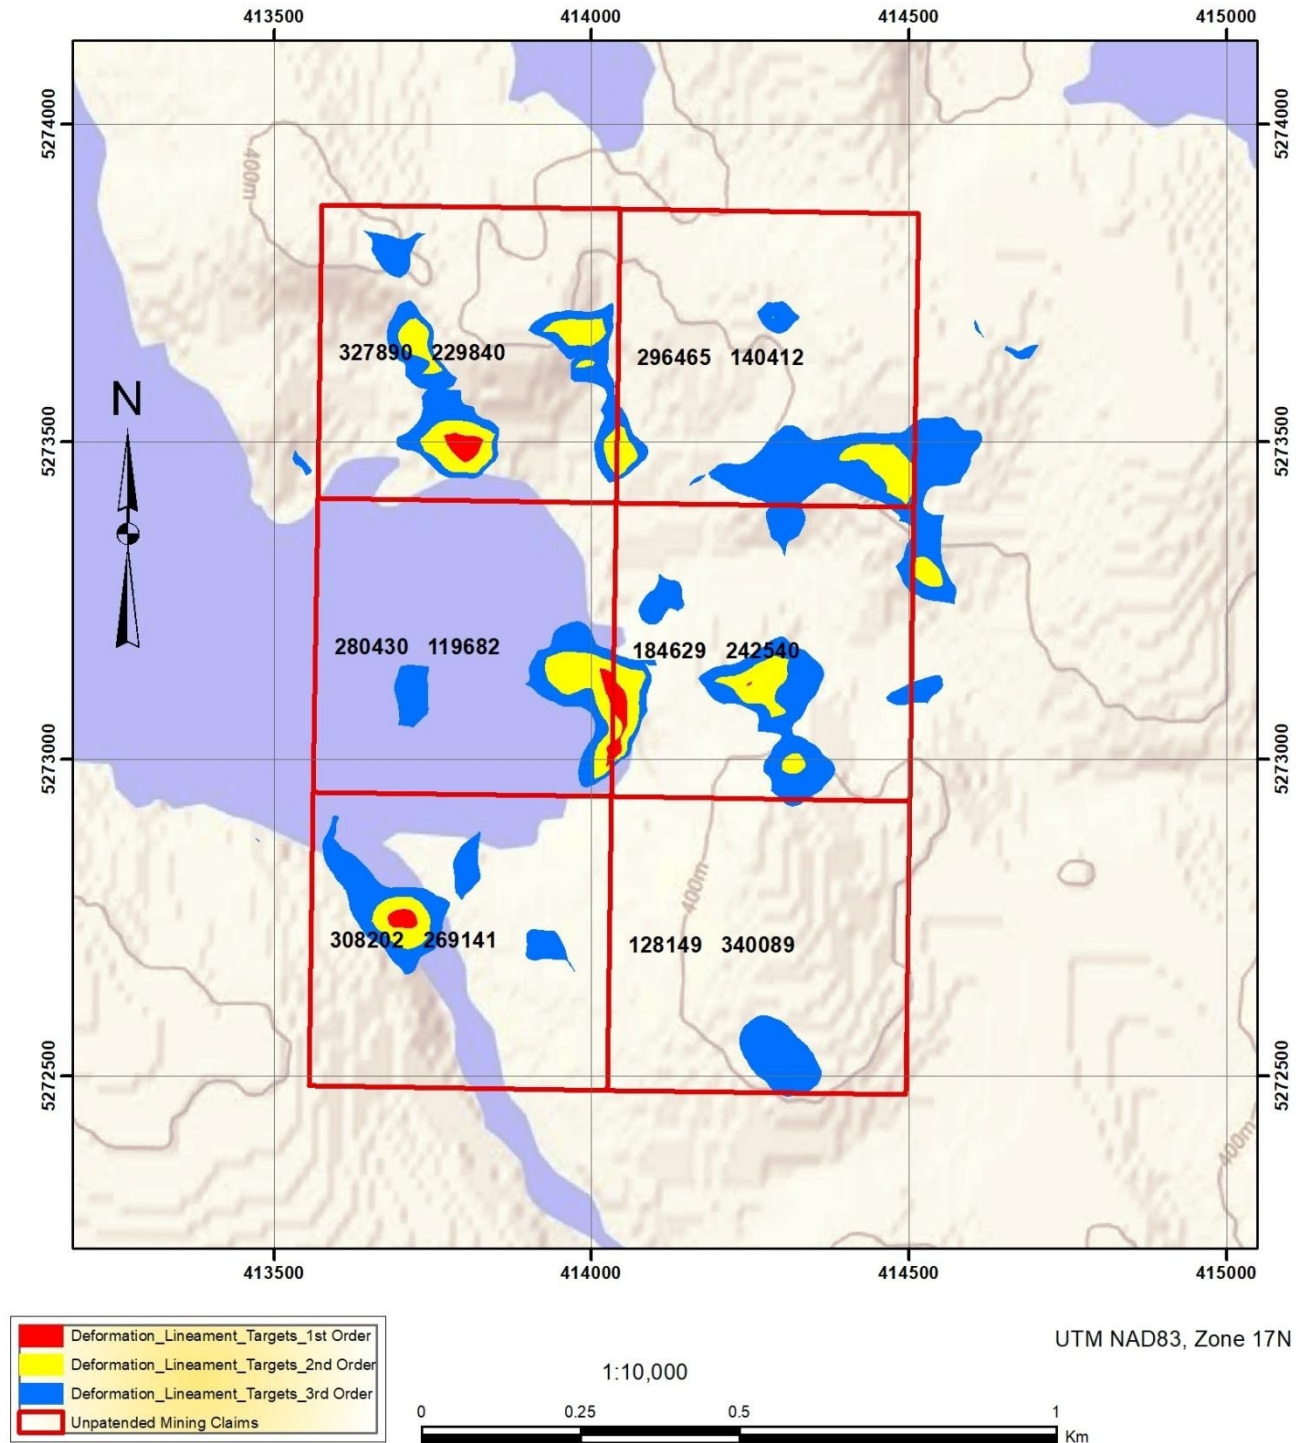 413500 414000 414500 415000
5274000 5274000
400m
N
327890 229840 296465 140412
5273500 5273500
280430 119682 184629 242540
5273000 5273000
400m
308202 269141 128149 340089
5272500 5272500
400m
413500 414000 414500 415000
Deformation_Lineament_Targets_1st Order
Deformation_Lineament_Targets_2nd Order
Deformation_Lineament_Targets_3rd Order
Unpatended Mining Claims
UTM NAD83, Zone 17N
1:10,000
0 0.25 0.5 1
Km